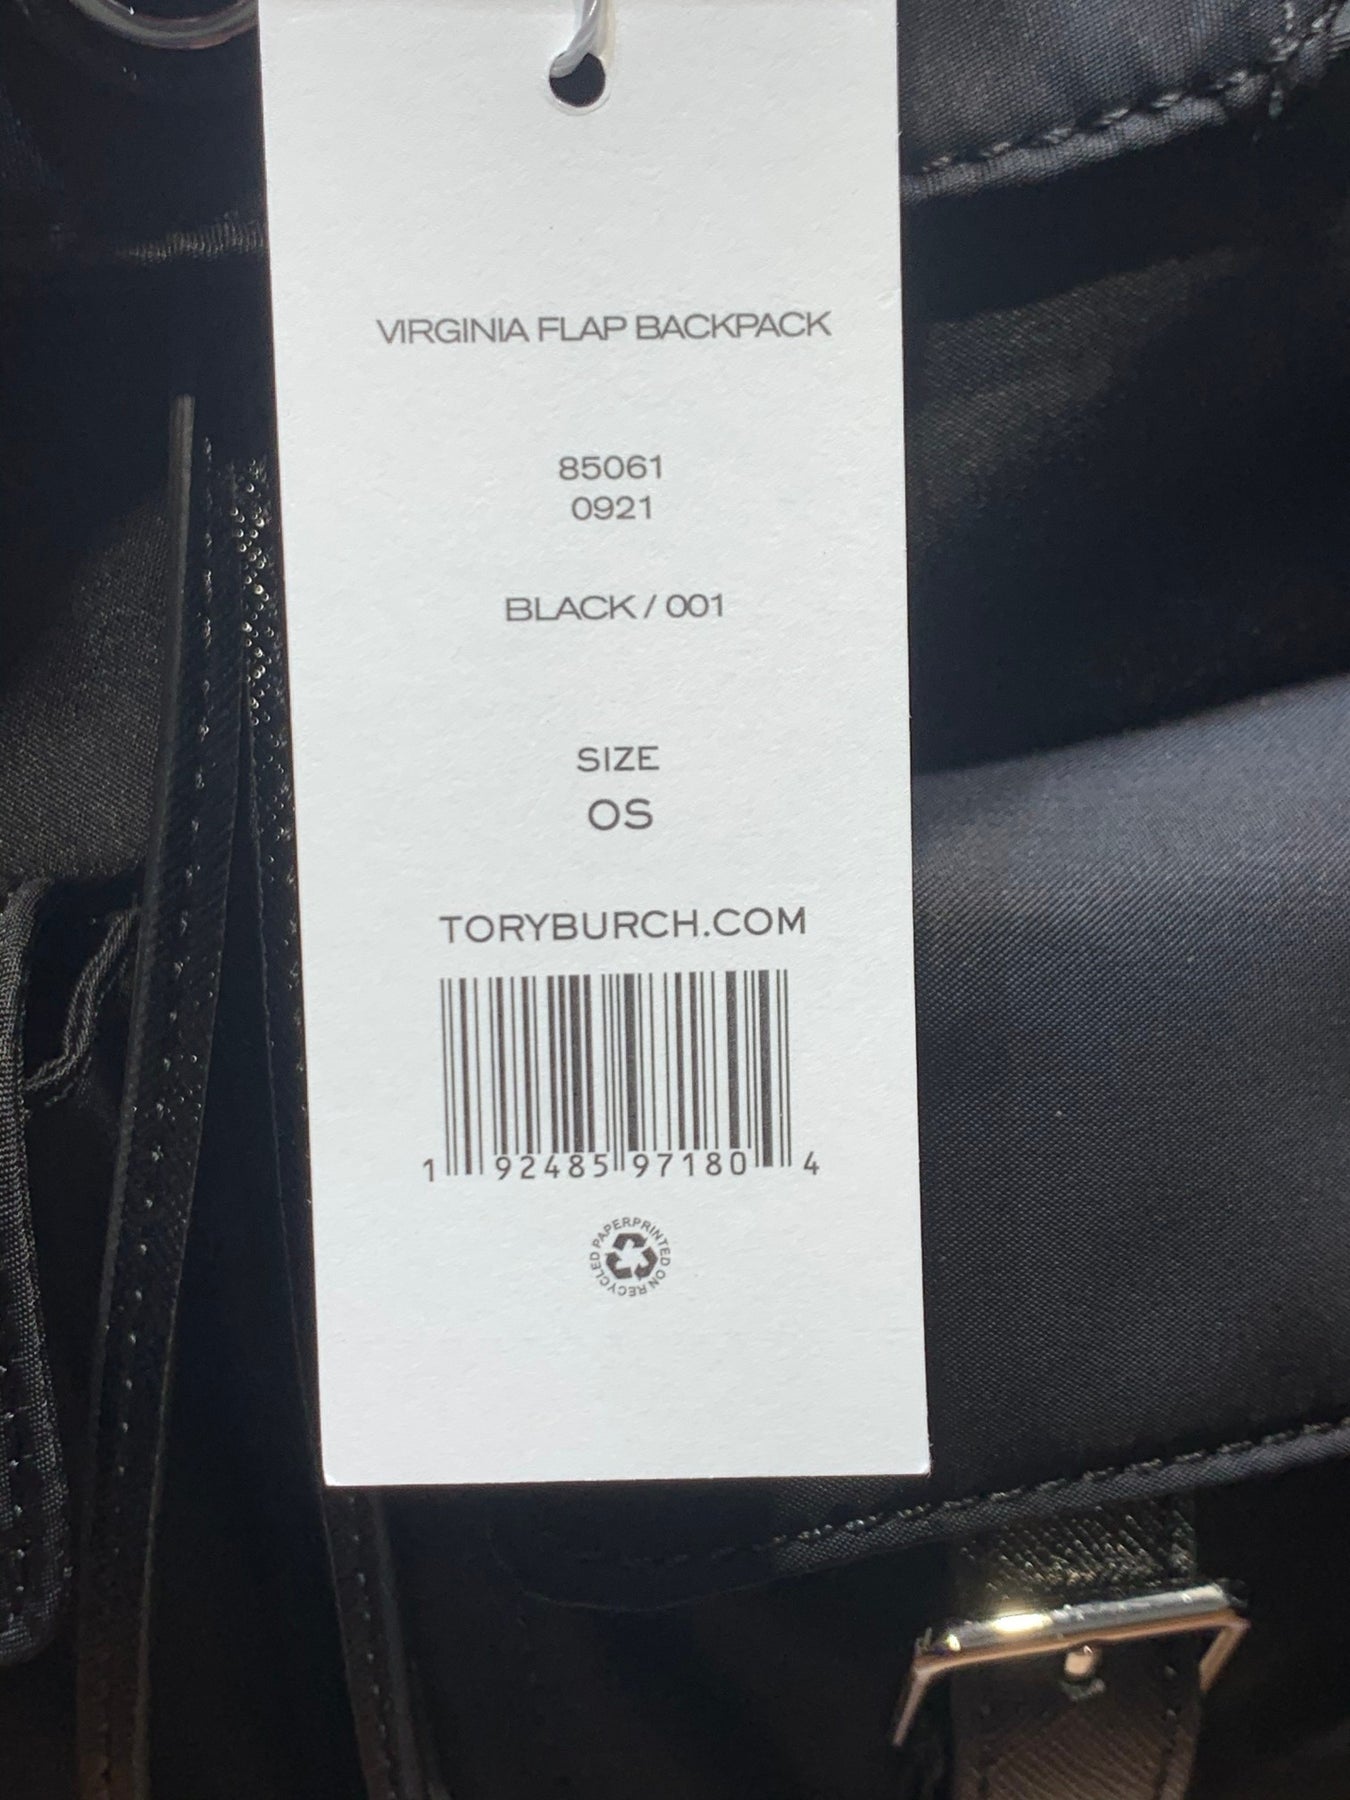 VIRGINIA FLAP BACKPACK
85061
0921
BLACK / 001
SIZE
OS
TORYBURCH.COM
1 92485 97180 4
PRINTED ON RECYCLED PAPER